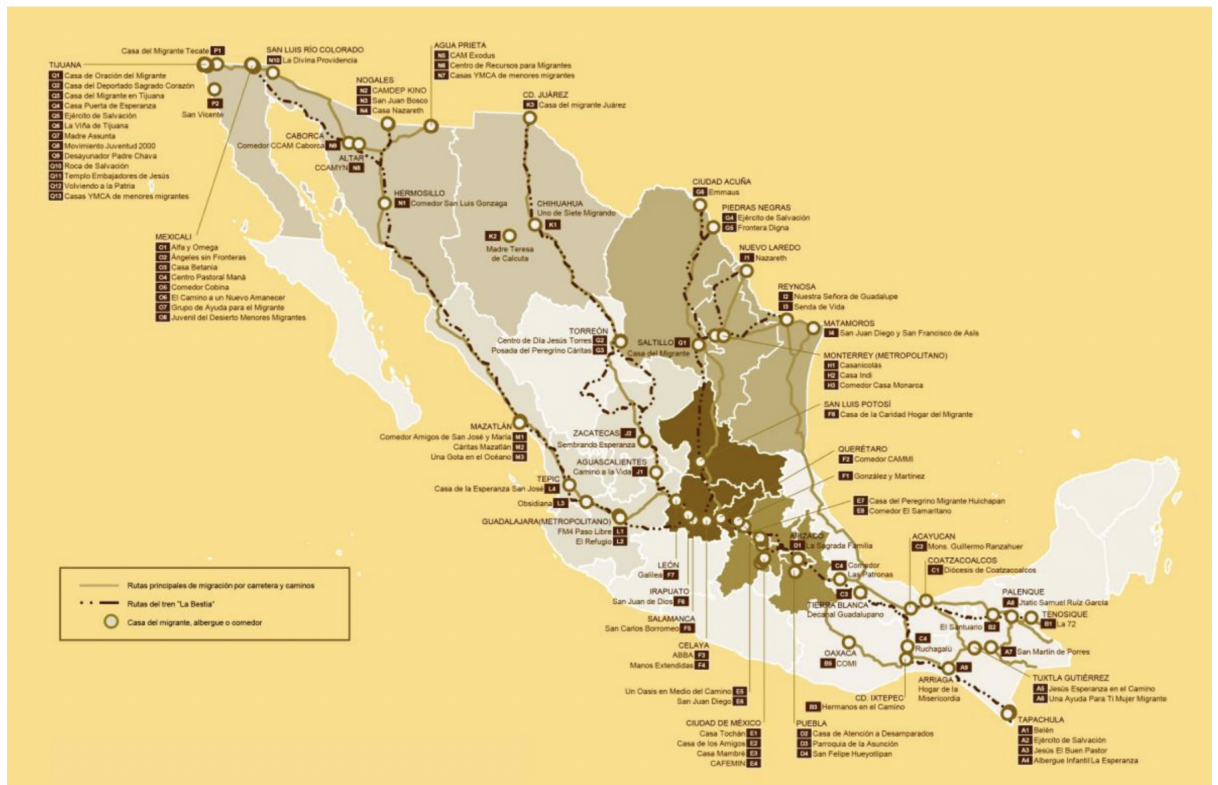 Casa del Migrante Tecate P1
TIJUANA
Q1 Casa de Oración del Migrante
Q2 Casa del Deportado Sagrado Corazón
Q3 Casa del Migrante en Tijuana
Q4 Casa Puerta de Esperanza
Q5 Ejército de Salvación
Q6 La Viña de Tijuana
Q7 Madre Assunta
Q8 Movimiento Juventud 2000
Q9 Desayunador Padre Chava
Q10 Roca de Salvación
Q11 Templo Embajadores de Jesús
Q12 Volviendo a la Patria
Q13 Casas YMCA de menores migrantes
P2
San Vicente
SAN LUIS RÍO COLORADO
N10 La Divina Providencia
NOGALES
N2 CAMDEP KINO
N3 San Juan Bosco
N4 Casa Nazareth
AGUA PRIETA
N5 CAM Exodus
N6 Centro de Recursos para Migrantes
N7 Casas YMCA de menores migrantes
CD. JUÁREZ
K3 Casa del migrante Juárez
CABORCA
Comedor CCAM Caborca N9
ALTAR
CCAMYN N8
HERMOSILLO
N1 Comedor San Luis Gonzaga
CHIHUAHUA
Uno de Siete Migrando
K1
K2
Madre Teresa
de Calcuta
CIUDAD ACUÑA
G6 Emmaus
PIEDRAS NEGRAS
G4 Ejército de Salvación
G5 Frontera Digna
NUEVO LAREDO
I1 Nazareth
REYNOSA
I2 Nuestra Señora de Guadalupe
I3 Senda de Vida
MATAMOROS
I4 San Juan Diego y San Francisco de Asís
MEXICALI
O1 Alfa y Omega
O2 Ángeles sin Fronteras
O3 Casa Betania
O4 Centro Pastoral Maná
O5 Comedor Cobina
O6 El Camino a un Nuevo Amanecer
O7 Grupo de Ayuda para el Migrante
O8 Juvenil del Desierto Menores Migrantes
TORREÓN
Centro de Día Jesús Torres G2
Posada del Peregrino Cáritas G3
SALTILLO G1
Casa del Migrante
MONTERREY (METROPOLITANO)
H1 Casanicolás
H2 Casa Indi
H3 Comedor Casa Monarca
SAN LUIS POTOSÍ
F8 Casa de la Caridad Hogar del Migrante
MAZATLÁN
Comedor Amigos de San José y María M1
Cáritas Mazatlán M2
Una Gota en el Océano M3
ZACATECAS J2
Sembrando Esperanza
AGUASCALIENTES
Camino a la Vida J1
QUERÉTARO
F2 Comedor CAMMI
F1 González y Martínez
E7 Casa del Peregrino Migrante Huichapan
E8 Comedor El Samaritano
TEPIC
Casa de la Esperanza San José L4
Obsidiana L3
GUADALAJARA(METROPOLITANO)
FM4 Paso Libre L1
El Refugio L2
APIZACO
D1 La Sagrada Familia
ACAYUCAN
C2 Mons. Guillermo Ranzahuer
COATZACOALCOS
C1 Diócesis de Coatzacoalcos
C4 Comedor
Las Patronas
C3
TIERRA BLANCA
Decanal Guadalupano
PALENQUE
A8 Jtatic Samuel Ruíz García
TENOSIQUE
B1 La 72
El Santuario B2
LEÓN
Galilea F7
IRAPUATO
San Juan de Dios F6
SALAMANCA
San Carlos Borromeo F5
CELAYA
ABBA F3
Manos Extendidas F4
Rutas principales de migración por carretera y caminos
Rutas del tren "La Bestia"
Casa del migrante, albergue o comedor
C4
Ruchagalú
A7 San Martín de Porres
OAXACA
B5 COMI
A9
ARRIAGA
Hogar de la
Misericordia
TUXTLA GUTIÉRREZ
A5 Jesús Esperanza en el Camino
A6 Una Ayuda Para Ti Mujer Migrante
Un Oasis en Medio del Camino E5
San Juan Diego E6
CD. IXTEPEC
B3 Hermanos en el Camino
CIUDAD DE MÉXICO
Casa Tochán E1
Casa de los Amigos E2
Casa Mambré E3
CAFEMIN E4
PUEBLA
D2 Casa de Atención a Desamparados
D3 Parroquia de la Asunción
D4 San Felipe Hueyotlipan
TAPACHULA
A1 Belén
A2 Ejército de Salvación
A3 Jesús El Buen Pastor
A4 Albergue Infantil La Esperanza